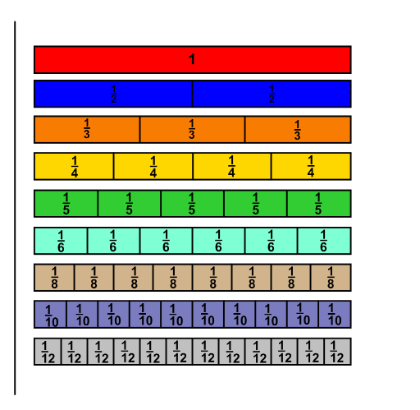 1
1/2 1/2
1/3 1/3 1/3
1/4 1/4 1/4 1/4
1/5 1/5 1/5 1/5 1/5
1/6 1/6 1/6 1/6 1/6 1/6
1/8 1/8 1/8 1/8 1/8 1/8 1/8 1/8
1/10 1/10 1/10 1/10 1/10 1/10 1/10 1/10 1/10 1/10
1/12 1/12 1/12 1/12 1/12 1/12 1/12 1/12 1/12 1/12 1/12 1/12